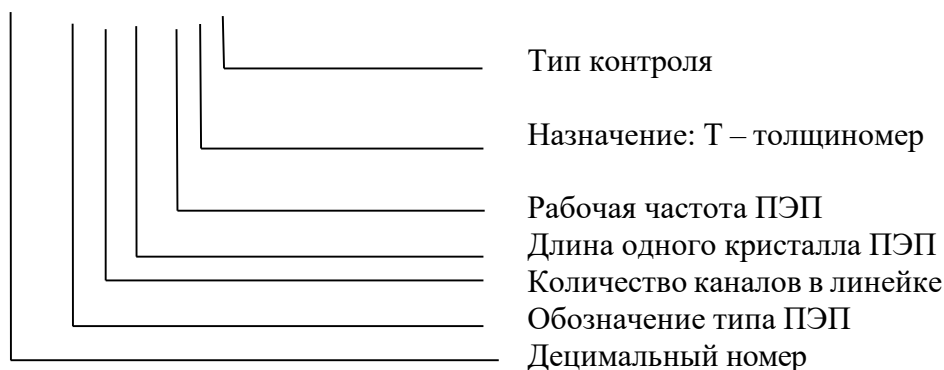 Тип контроля
Назначение: Т – толщиномер
Рабочая частота ПЭП
Длина одного кристалла ПЭП
Количество каналов в линейке
Обозначение типа ПЭП
Децимальный номер